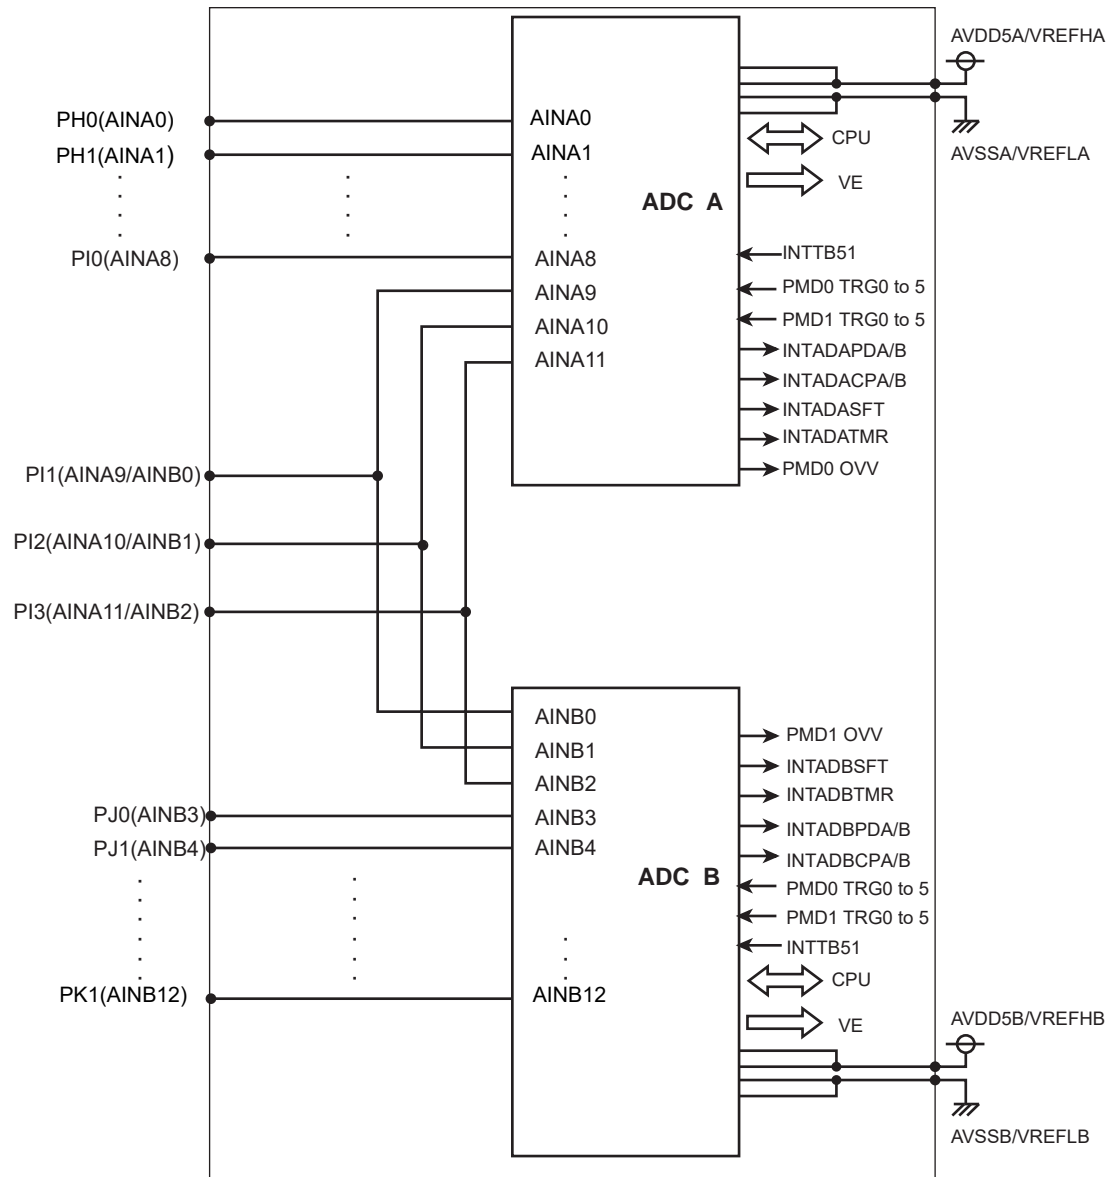 AVDD5A/VREFHA
PH0(AINA0)
AINA0
CPU
PH1(AINA1)
AINA1
AVSSA/VREFLA
VE
ADC A
PI0(AINA8)
AINA8
INTTB51
AINA9
PMD0 TRG0 to 5
AINA10
PMD1 TRG0 to 5
AINA11
INTADAPDA/B
INTADACPA/B
INTADASFT
INTADATMR
PMD0 OVV
PI1(AINA9/AINB0)
PI2(AINA10/AINB1)
PI3(AINA11/AINB2)
AINB0
PMD1 OVV
AINB1
INTADBSFT
AINB2
INTADBTMR
PJ0(AINB3)
AINB3
INTADBPDA/B
PJ1(AINB4)
AINB4
INTADBCPA/B
ADC B
PMD0 TRG0 to 5
PMD1 TRG0 to 5
INTTB51
CPU
PK1(AINB12)
AINB12
VE
AVDD5B/VREFHB
AVSSB/VREFLB